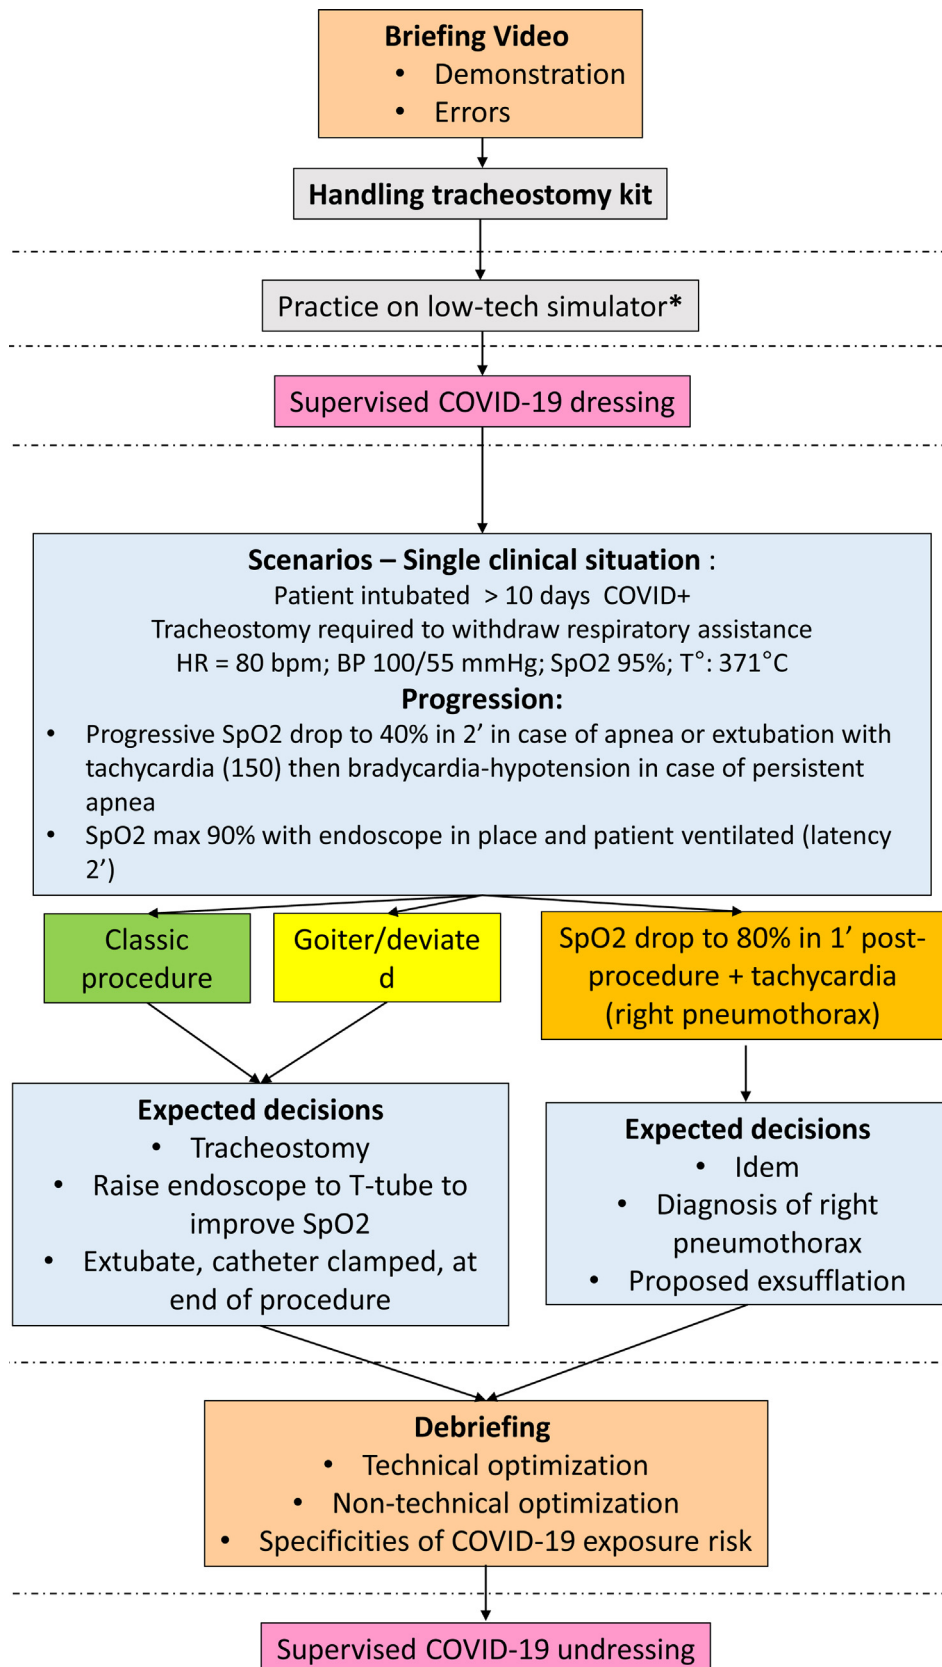 Briefing Video
• Demonstration
• Errors
Handling tracheostomy kit
Practice on low-tech simulator*
Supervised COVID-19 dressing
Scenarios – Single clinical situation :
Patient intubated > 10 days COVID+
Tracheostomy required to withdraw respiratory assistance
HR = 80 bpm; BP 100/55 mmHg; SpO2 95%; T°: 371°C
Progression:
• Progressive SpO2 drop to 40% in 2’ in case of apnea or extubation with
tachycardia (150) then bradycardia-hypotension in case of persistent
apnea
• SpO2 max 90% with endoscope in place and patient ventilated (latency
2’)
Classic
procedure
Goiter/deviate
d
SpO2 drop to 80% in 1’ post-
procedure + tachycardia
(right pneumothorax)
Expected decisions
• Tracheostomy
• Raise endoscope to T-tube to
improve SpO2
• Extubate, catheter clamped, at
end of procedure
Expected decisions
• Idem
• Diagnosis of right
pneumothorax
• Proposed exsufflation
Debriefing
• Technical optimization
• Non-technical optimization
• Specificities of COVID-19 exposure risk
Supervised COVID-19 undressing